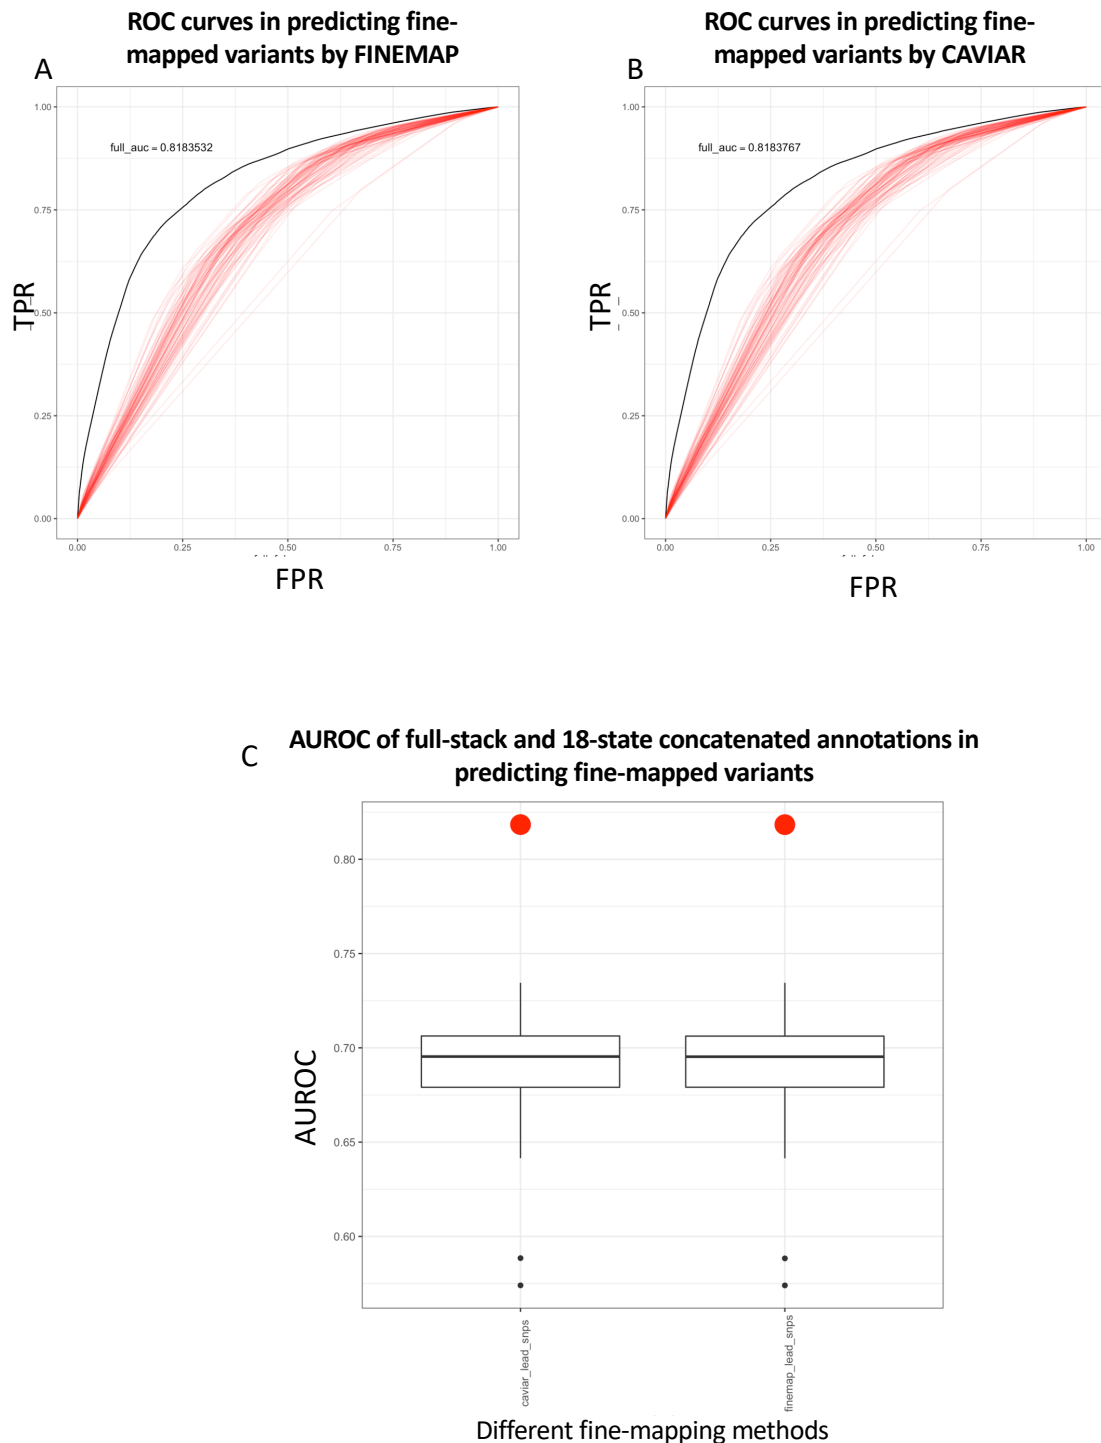 ROC curves in predicting fine-
mapped variants by FINEMAP
A
1.00
0.75
0.50
0.25
0.00
full_auc = 0.8183532
TPR
0.00 0.25 0.50 0.75 1.00
FPR
ROC curves in predicting fine-
mapped variants by CAVIAR
B
1.00
0.75
0.50
0.25
0.00
full_auc = 0.8183767
TPR
0.00 0.25 0.50 0.75 1.00
FPR
C
AUROC of full-stack and 18-state concatenated annotations in
predicting fine-mapped variants
0.80
0.75
0.70
0.65
0.60
AUROC
caviar_lead_snps
finemap_lead_snps
Different fine-mapping methods